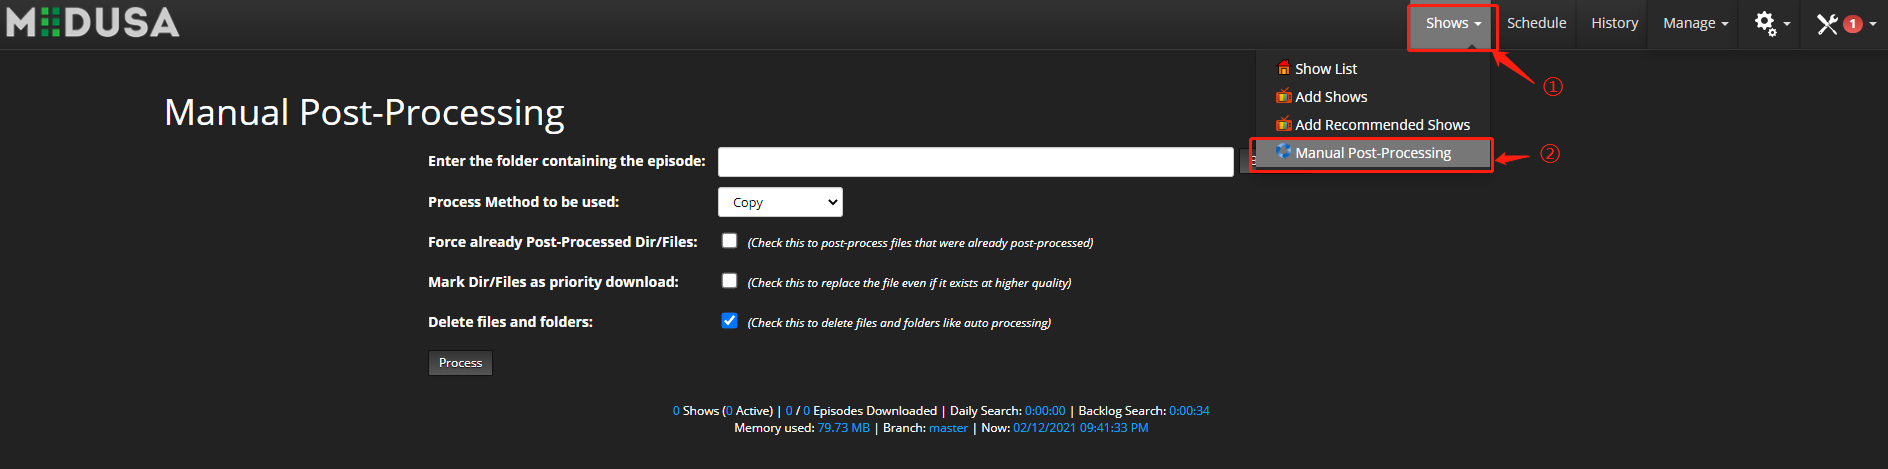 MEDUSA
Shows Schedule History Manage 1
①
Show List
Add Shows
Add Recommended Shows
Manual Post-Processing
②
Manual Post-Processing
Enter the folder containing the episode:
Process Method to be used: Copy
Force already Post-Processed Dir/Files: (Check this to post-process files that were already post-processed)
Mark Dir/Files as priority download: (Check this to replace the file even if it exists at higher quality)
Delete files and folders: (Check this to delete files and folders like auto processing)
Process
0 Shows (0 Active) | 0 / 0 Episodes Downloaded | Daily Search: 0:00:00 | Backlog Search: 0:00:34
Memory used: 79.73 MB | Branch: master | Now: 02/12/2021 09:41:33 PM